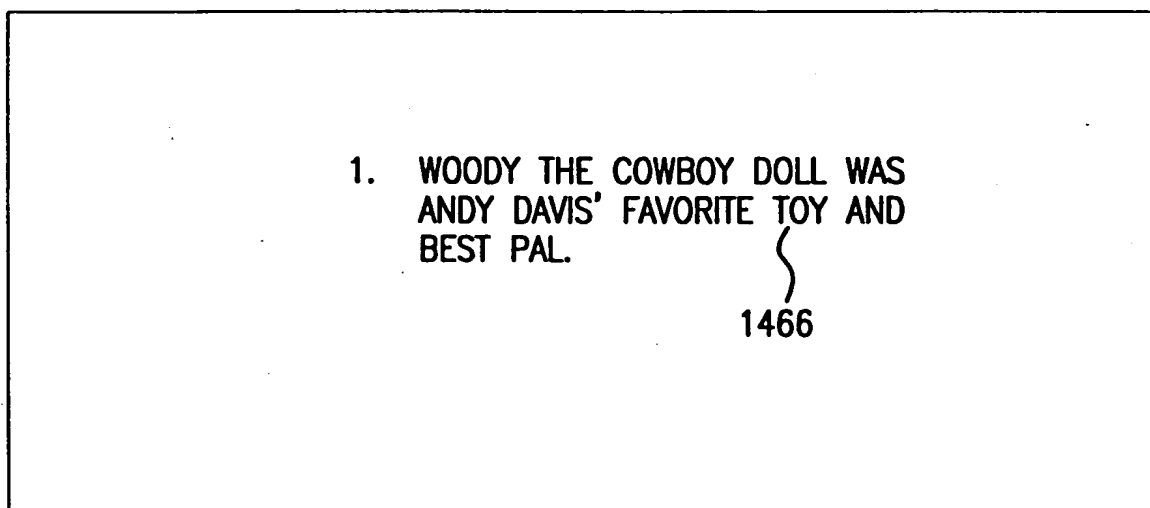 1. WOODY THE COWBOY DOLL WAS
ANDY DAVIS' FAVORITE TOY AND
BEST PAL.
1466